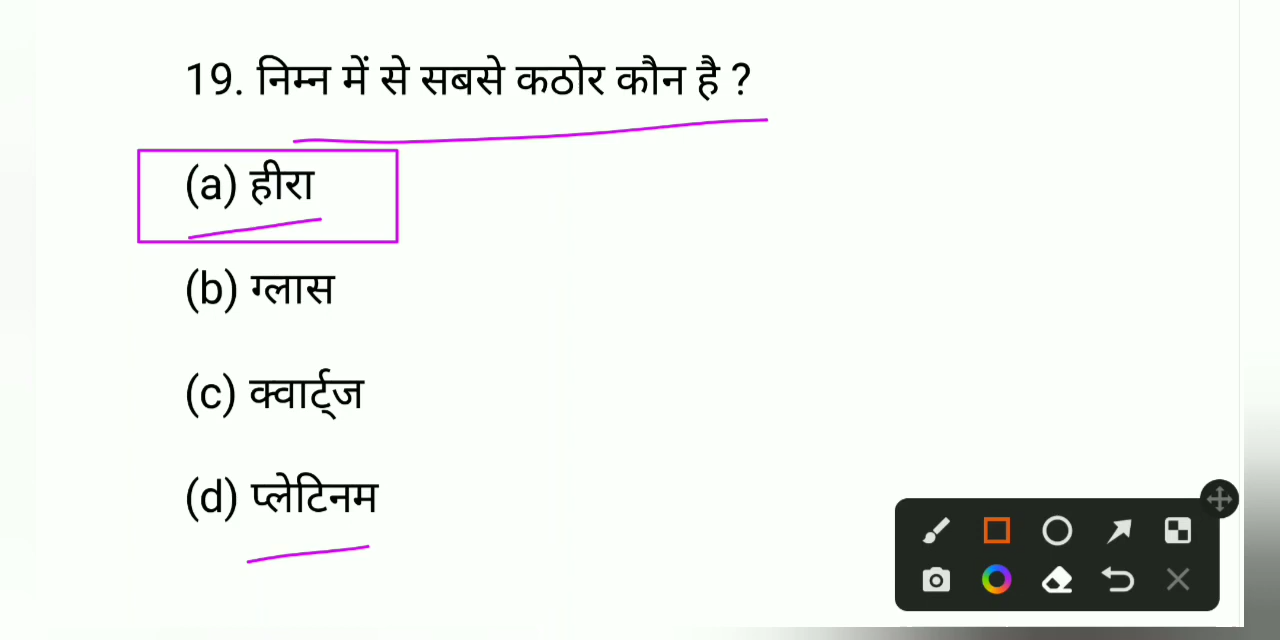 19. निम्न में से सबसे कठोर कौन है ?
(a) हीरा
(b) ग्लास
(c) क्वार्ट्ज
(d) प्लेटिनम